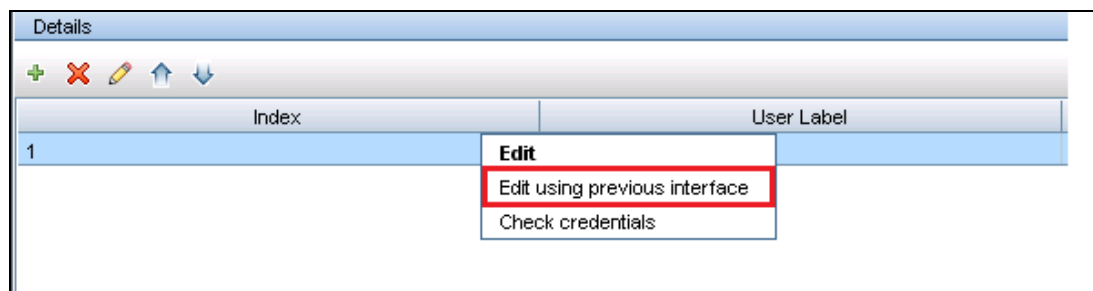 Details
Index User Label
1
Edit
Edit using previous interface
Check credentials